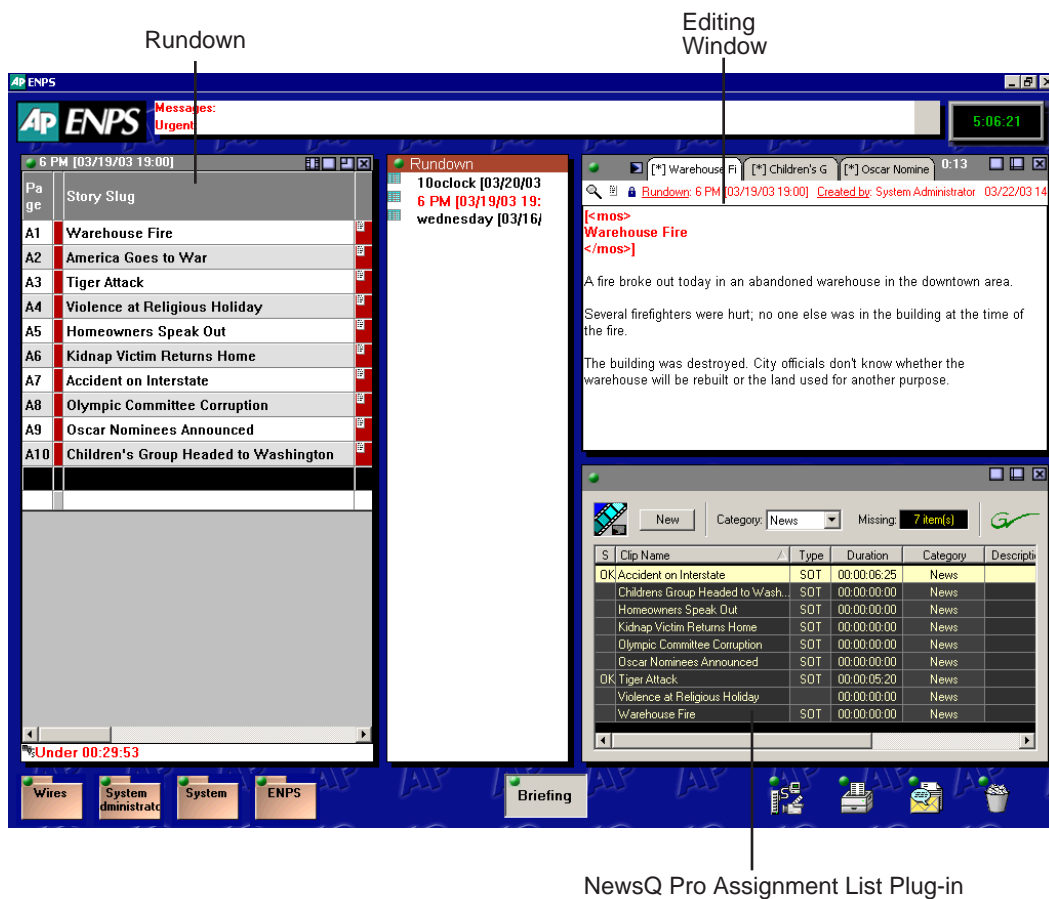 Rundown
Editing
Window
AP ENPS
AP ENPS
Messages:
Urgent
5:06:21
6 PM [03/19/03 19:00]
Pa
ge
Story Slug
A1 Warehouse Fire
A2 America Goes to War
A3 Tiger Attack
A4 Violence at Religious Holiday
A5 Homeowners Speak Out
A6 Kidnap Victim Returns Home
A7 Accident on Interstate
A8 Olympic Committee Corruption
A9 Oscar Nominees Announced
A10 Children's Group Headed to Washington
Under 00:29:53
Rundown
10oclock [03/20/03
6 PM [03/19/03 19:
wednesday [03/16/
[*] Warehouse Fi [*] Children's G [*] Oscar Nomine 0:13
Rundown: 6 PM [03/19/03 19:00] Created by: System Administrator 03/22/03 14
[<mos>
Warehouse Fire
</mos>]
A fire broke out today in an abandoned warehouse in the downtown area.
Several firefighters were hurt; no one else was in the building at the time of
the fire.
The building was destroyed. City officials don't know whether the
warehouse will be rebuilt or the land used for another purpose.
New Category: News Missing: 7 item(s)
S Clip Name Type Duration Category Descripti
OK Accident on Interstate SOT 00:00:06:25 News
Childrens Group Headed to Wash... SOT 00:00:00:00 News
Homeowners Speak Out SOT 00:00:00:00 News
Kidnap Victim Returns Home SOT 00:00:00:00 News
Olympic Committee Corruption SOT 00:00:00:00 News
Oscar Nominees Announced SOT 00:00:00:00 News
OK Tiger Attack SOT 00:00:05:20 News
Violence at Religious Holiday 00:00:00:00 News
Warehouse Fire SOT 00:00:00:00 News
Wires
System
dministrato
System
ENPS
Briefing
NewsQ Pro Assignment List Plug-in